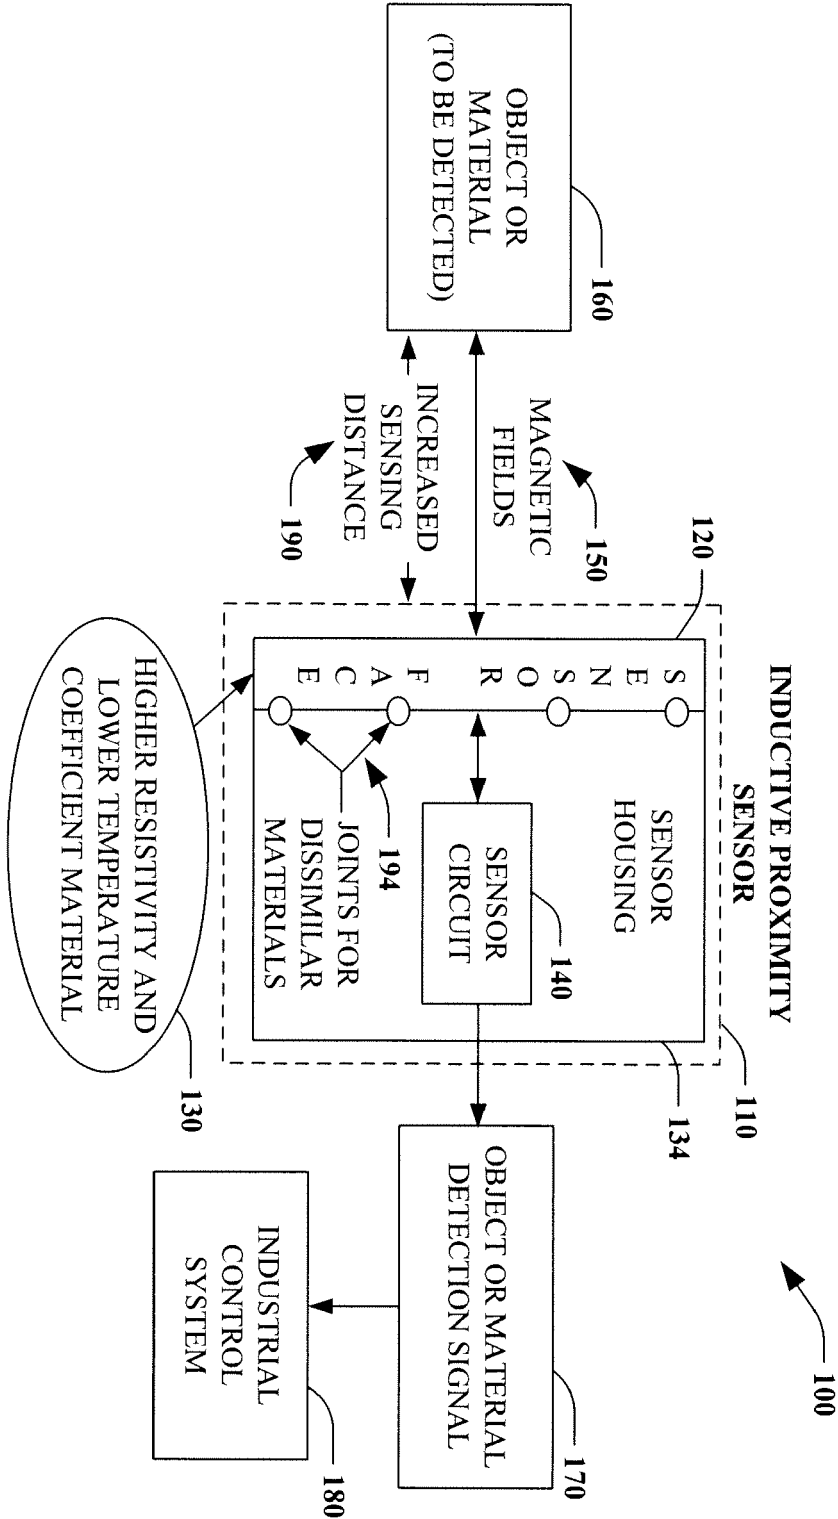 100
INDUCTIVE PROXIMITY
SENSOR
110
120
134
160
OBJECT OR
MATERIAL
(TO BE DETECTED)
150
MAGNETIC
FIELDS
INCREASED
SENSING
DISTANCE
190
SENSOR FACE
SENSOR
HOUSING
140
SENSOR
CIRCUIT
194
JOINTS FOR
DISSIMILAR
MATERIALS
HIGHER RESISTIVITY AND
LOWER TEMPERATURE
COEFFICIENT MATERIAL
130
170
OBJECT OR MATERIAL
DETECTION SIGNAL
INDUSTRIAL
CONTROL
SYSTEM
180